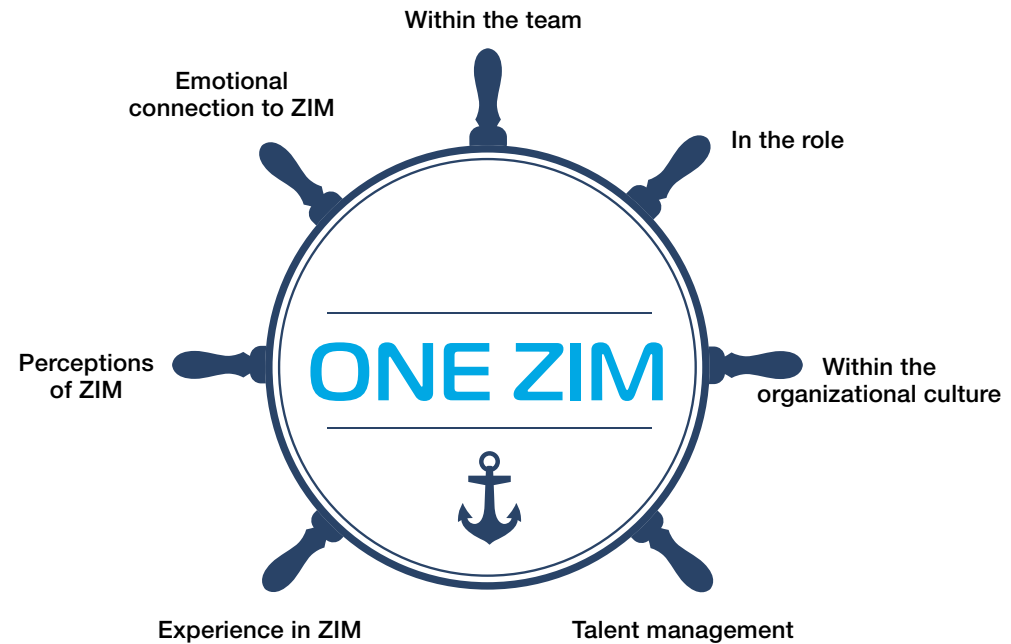 Within the team
Emotional
connection to ZIM
In the role
Perceptions
of ZIM
ONE ZIM
Within the
organizational culture
Experience in ZIM
Talent management